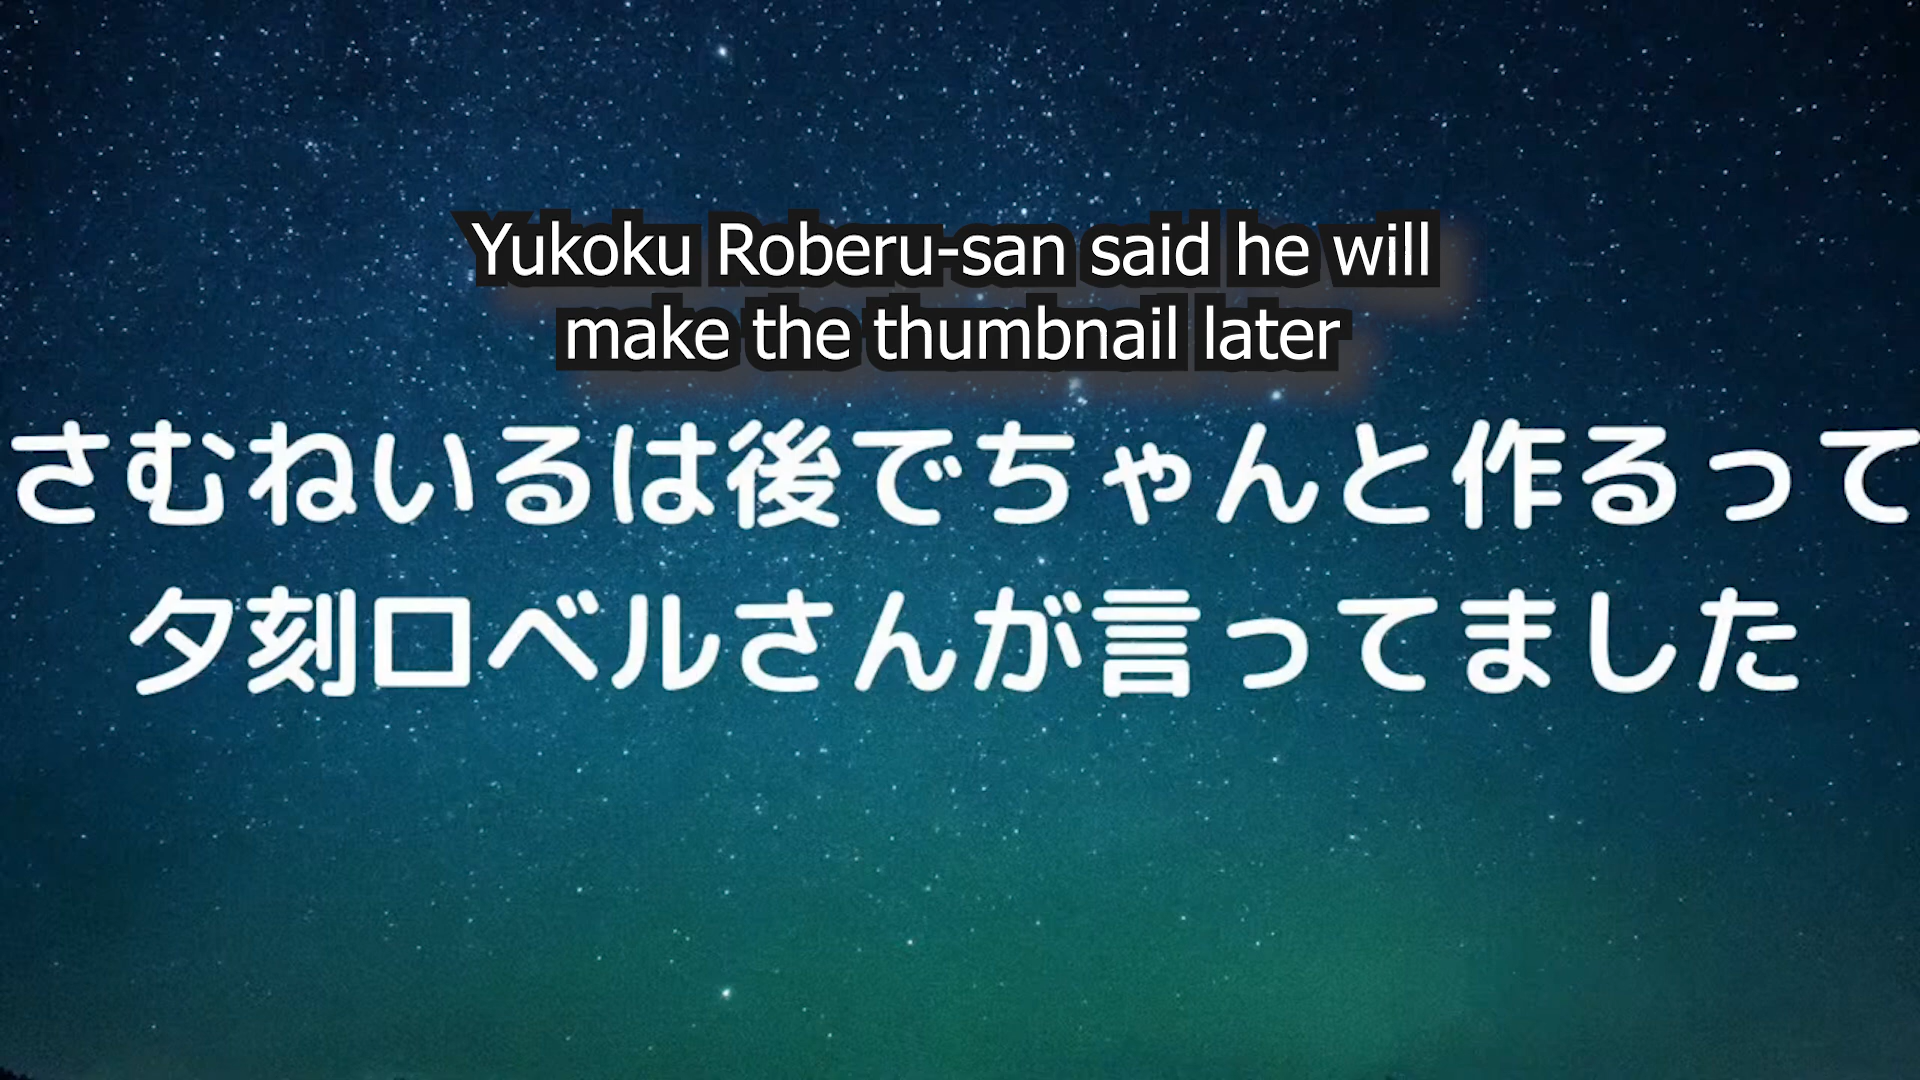 Yukoku Roberu-san said he will
make the thumbnail later
さむねいるは後でちゃんと作るって
夕刻ロベルさんが言ってました